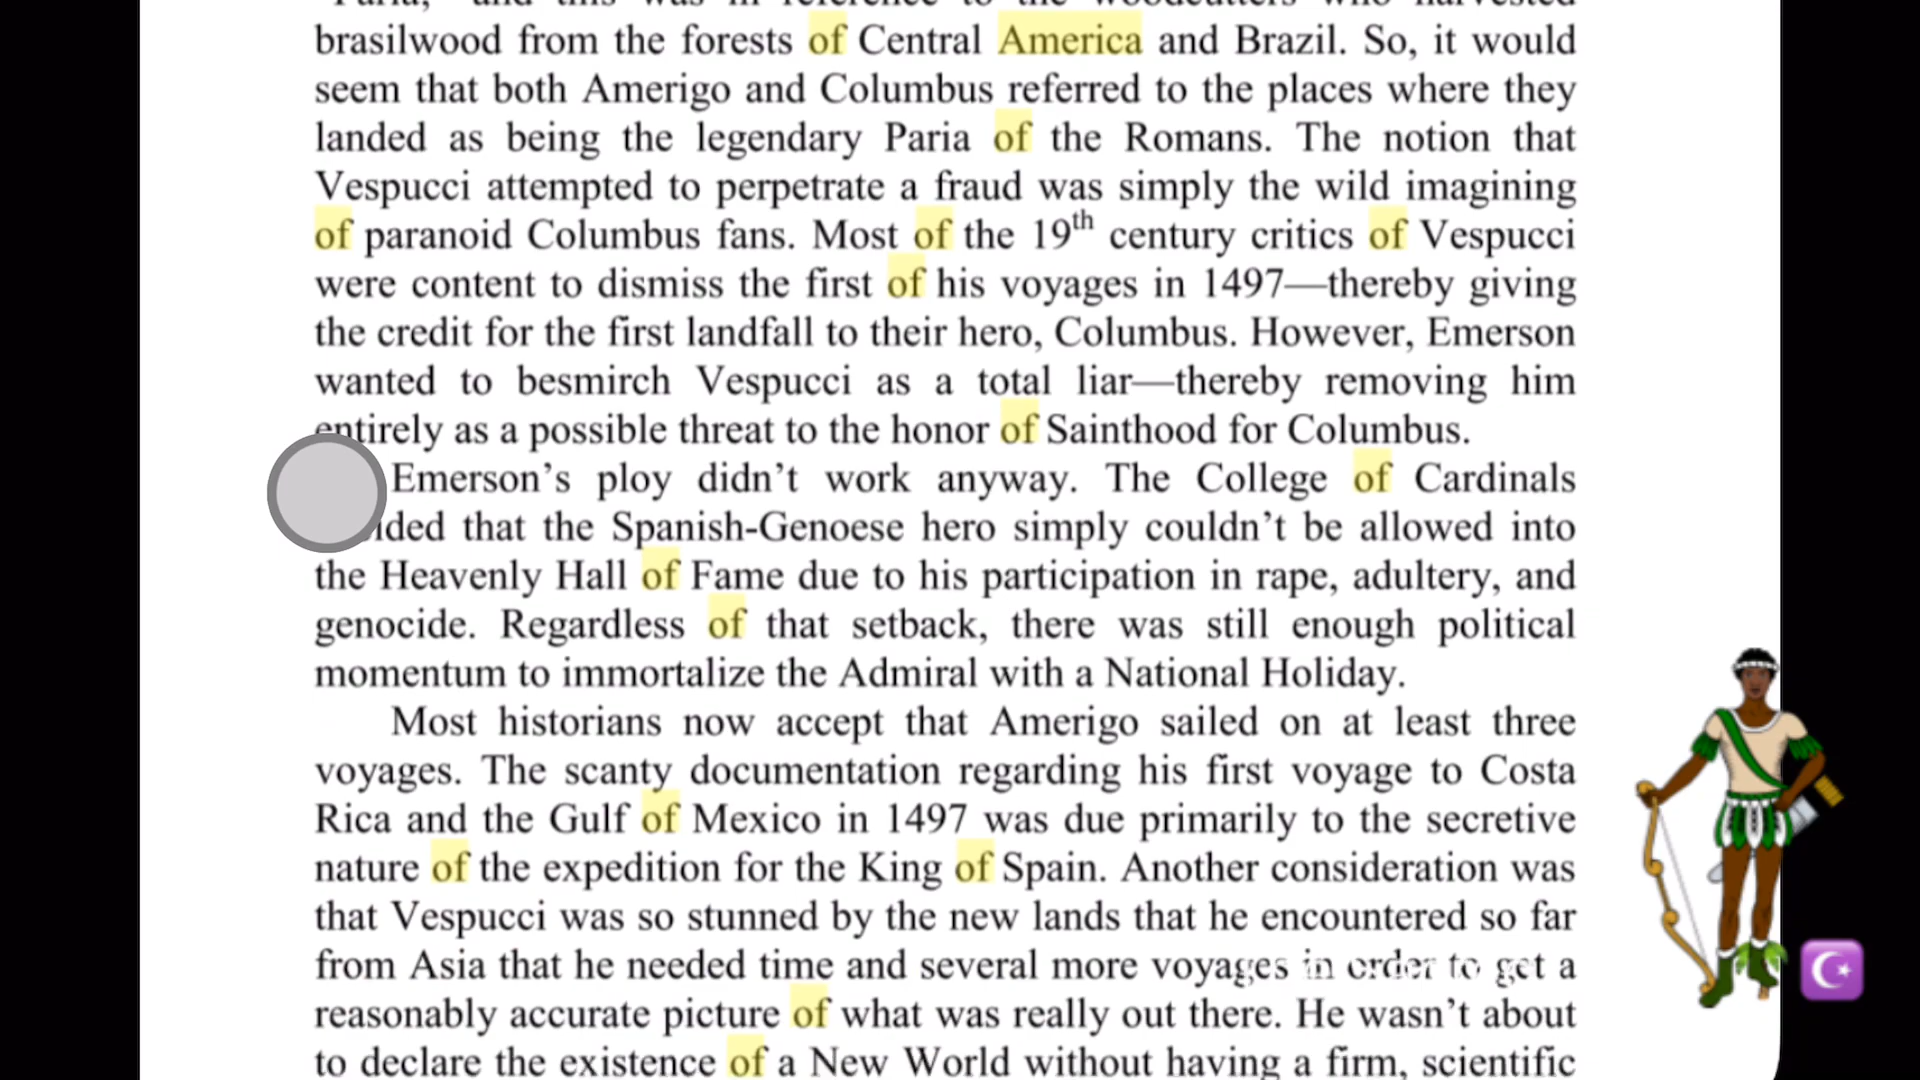 "Paria," and this was in reference to the woodcutters who harvested
brasilwood from the forests of Central America and Brazil. So, it would
seem that both Amerigo and Columbus referred to the places where they
landed as being the legendary Paria of the Romans. The notion that
Vespucci attempted to perpetrate a fraud was simply the wild imagining
of paranoid Columbus fans. Most of the 19th century critics of Vespucci
were content to dismiss the first of his voyages in 1497—thereby giving
the credit for the first landfall to their hero, Columbus. However, Emerson
wanted to besmirch Vespucci as a total liar—thereby removing him
entirely as a possible threat to the honor of Sainthood for Columbus.
Emerson's ploy didn't work anyway. The College of Cardinals
that the Spanish-Genoese hero simply couldn't be allowed into
the Heavenly Hall of Fame due to his participation in rape, adultery, and
genocide. Regardless of that setback, there was still enough political
momentum to immortalize the Admiral with a National Holiday.
Most historians now accept that Amerigo sailed on at least three
voyages. The scanty documentation regarding his first voyage to Costa
Rica and the Gulf of Mexico in 1497 was due primarily to the secretive
nature of the expedition for the King of Spain. Another consideration was
that Vespucci was so stunned by the new lands that he encountered so far
from Asia that he needed time and several more voyages in order to get a
reasonably accurate picture of what was really out there. He wasn't about
to declare the existence of a New World without having a firm, scientific